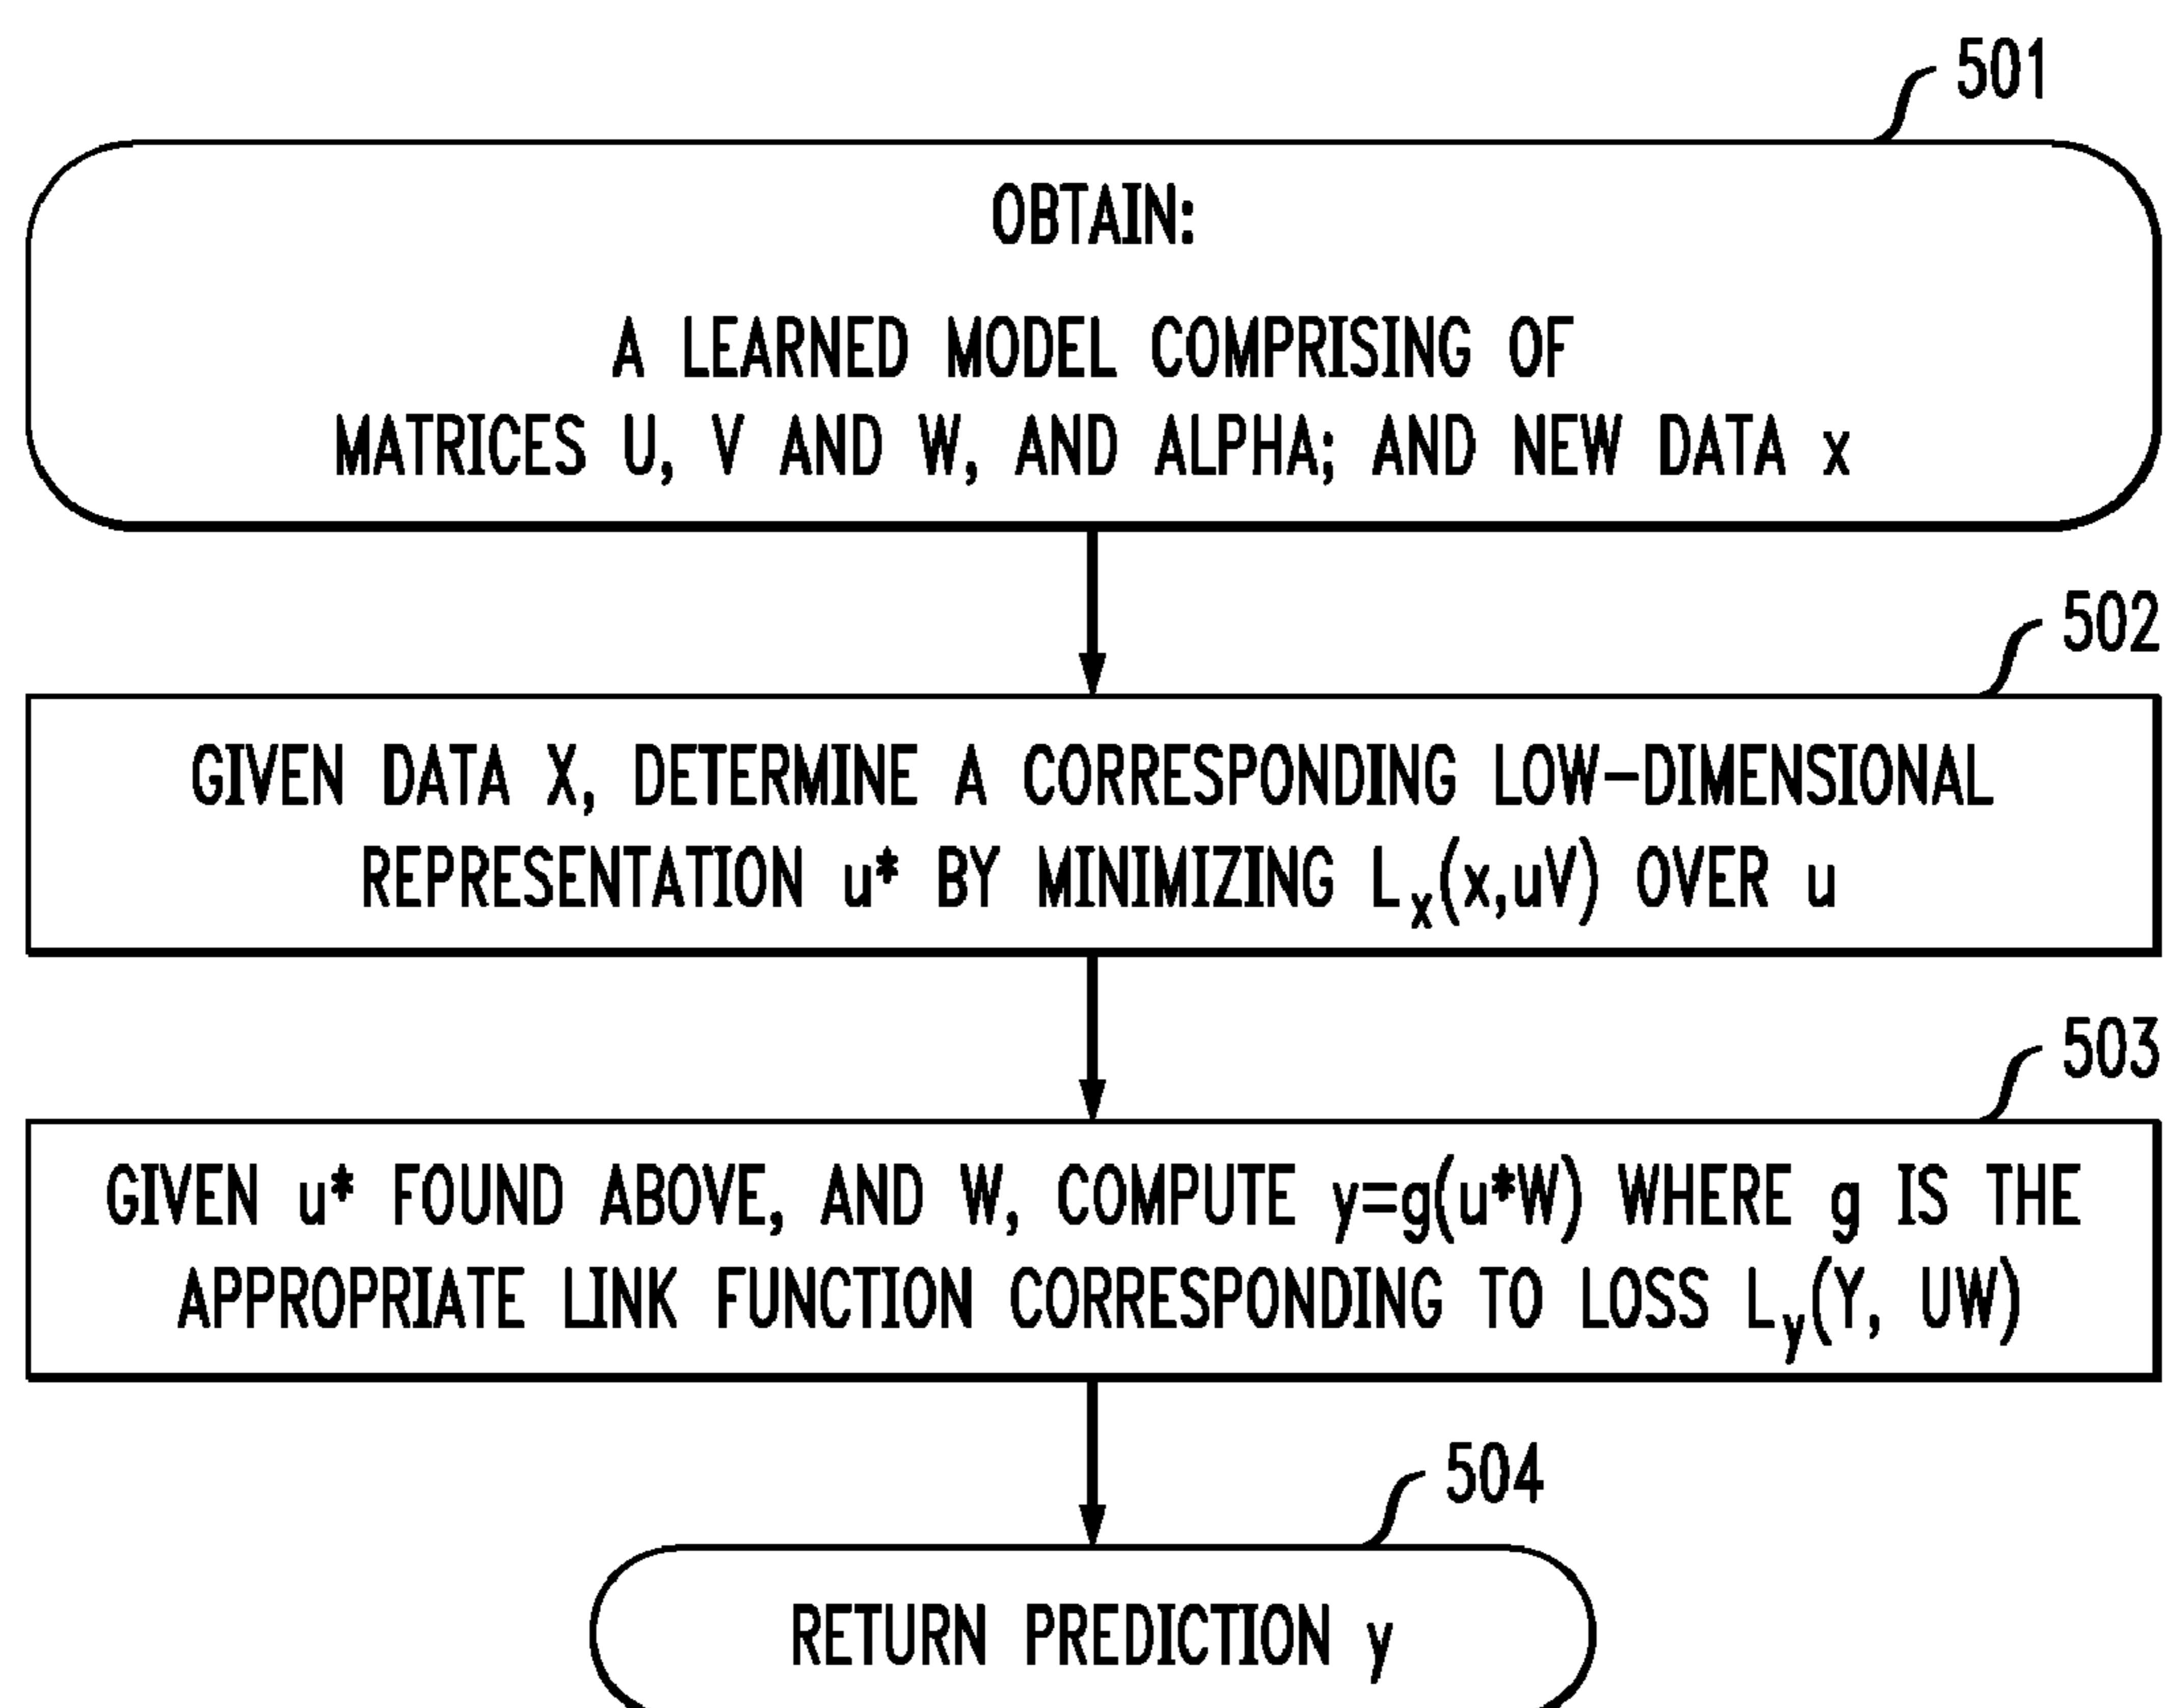 501
OBTAIN:
A LEARNED MODEL COMPRISING OF
MATRICES U, V AND W, AND ALPHA; AND NEW DATA x
502
GIVEN DATA X, DETERMINE A CORRESPONDING LOW-DIMENSIONAL
REPRESENTATION u* BY MINIMIZING Lx(x,uV) OVER u
503
GIVEN u* FOUND ABOVE, AND W, COMPUTE y=g(u*W) WHERE g IS THE
APPROPRIATE LINK FUNCTION CORRESPONDING TO LOSS Ly(Y, UW)
504
RETURN PREDICTION y